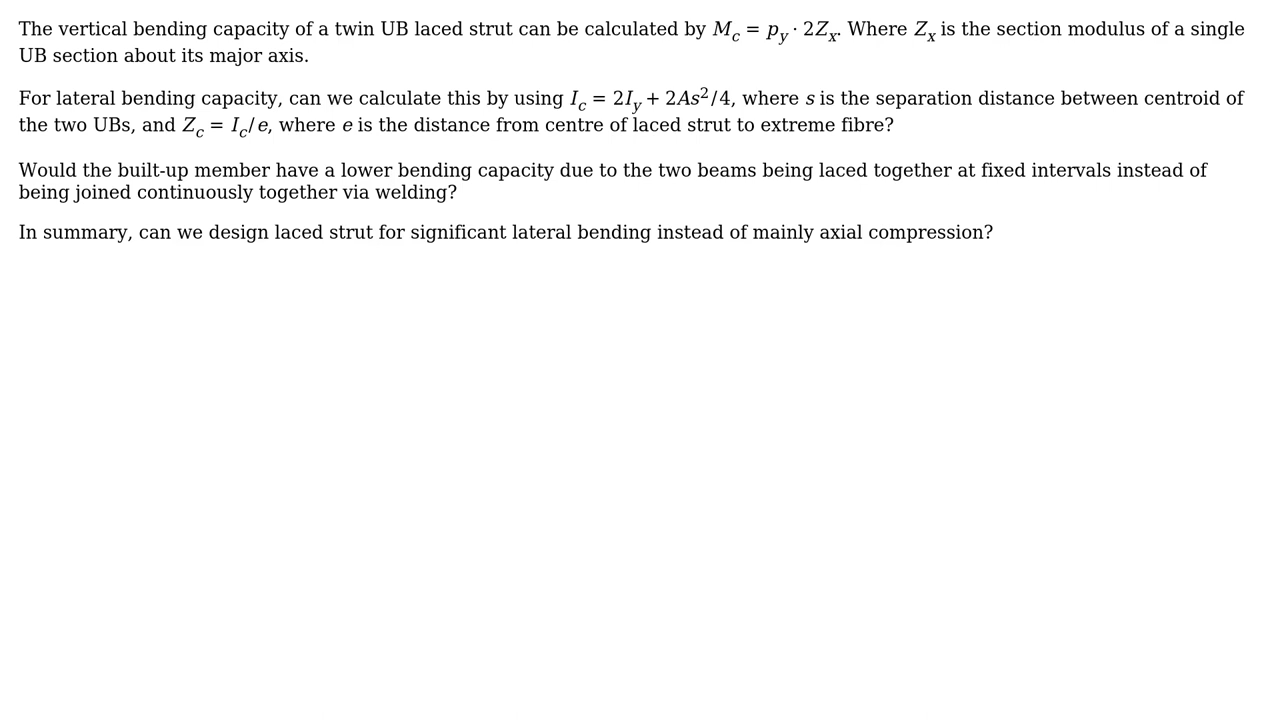 The vertical bending capacity of a twin UB laced strut can be calculated by M_c = p_y · 2Z_x. Where Z_x is the section modulus of a single
UB section about its major axis.
For lateral bending capacity, can we calculate this by using I_c = 2I_y + 2As²/4, where s is the separation distance between centroid of
the two UBs, and Z_c = I_c/e, where e is the distance from centre of laced strut to extreme fibre?
Would the built-up member have a lower bending capacity due to the two beams being laced together at fixed intervals instead of
being joined continuously together via welding?
In summary, can we design laced strut for significant lateral bending instead of mainly axial compression?